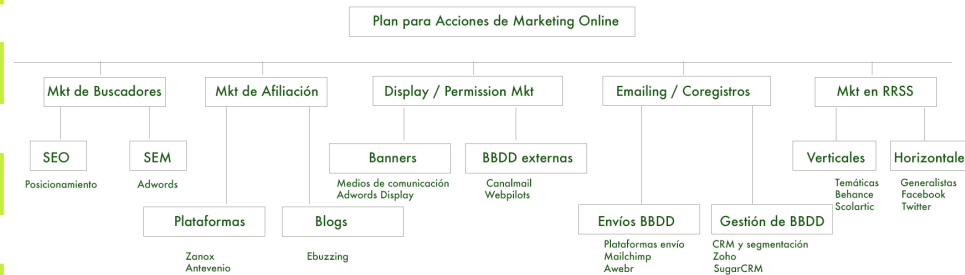 Plan para Acciones de Marketing Online
Mkt de Buscadores
Mkt de Afiliación
Display / Permission Mkt
Emailing / Coregistros
Mkt en RRSS
SEO
SEM
Banners
BBDD externas
Verticales
Horizontale
Posicionamiento
Adwords
Medios de comunicación
Adwords Display
Canalmail
Webpilots
Temáticas
Behance
Scolartic
Generalistas
Facebook
Twitter
Plataformas
Blogs
Envíos BBDD
Gestión de BBDD
Zanox
Antevenio
Ebuzzing
Plataformas envío
Mailchimp
Awebr
CRM y segmentación
Zoho
SugarCRM